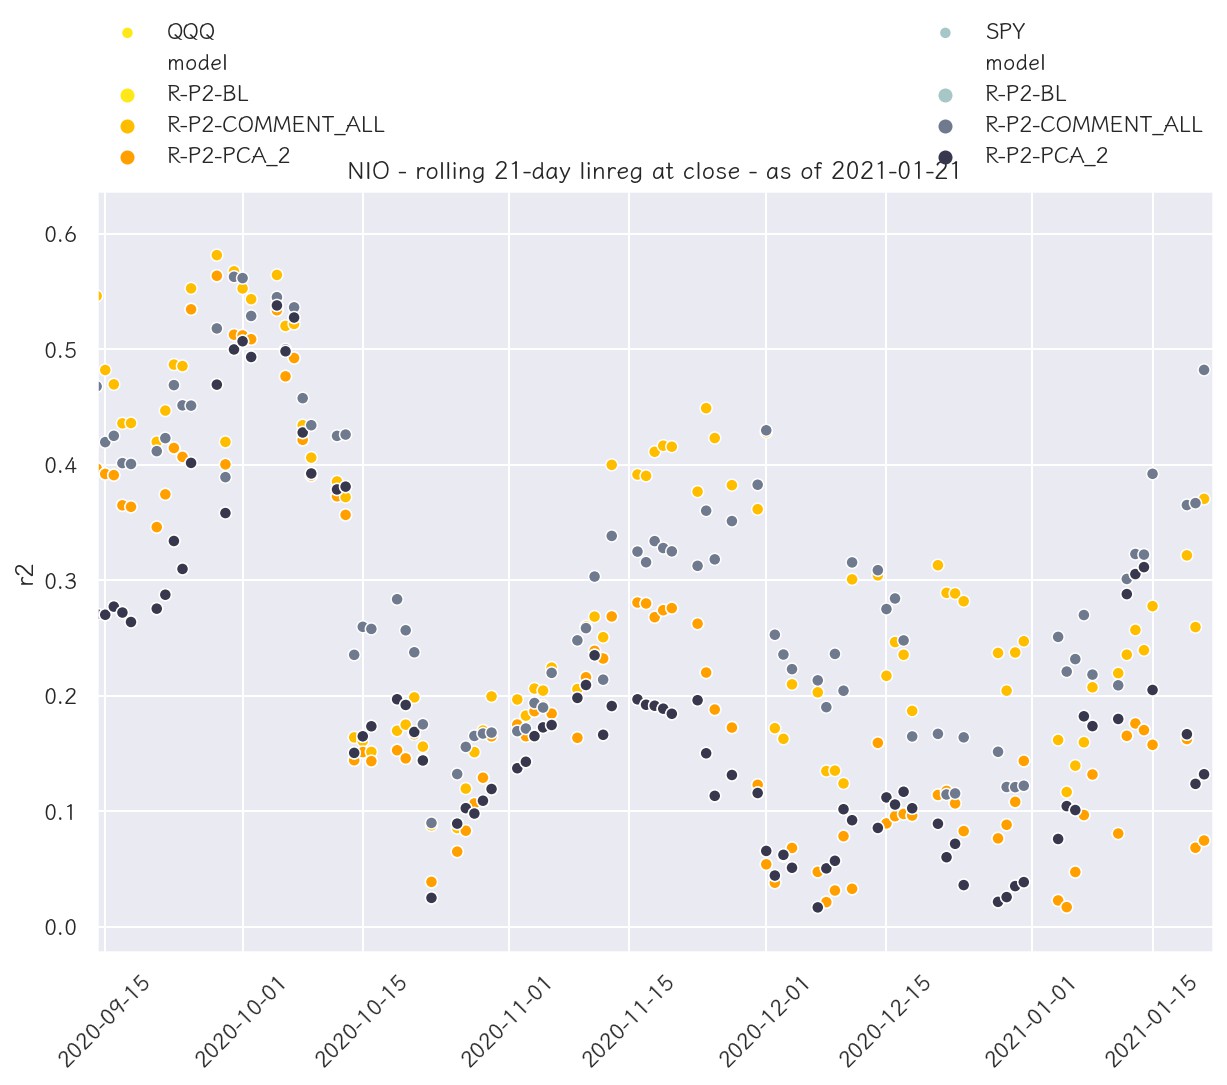 QQQ
model
R-P2-BL
R-P2-COMMENT_ALL
R-P2-PCA_2
SPY
model
R-P2-BL
R-P2-COMMENT_ALL
R-P2-PCA_2
NIO - rolling 21-day linreg at close - as of 2021-01-21
0.6
0.5
0.4
0.3
0.2
0.1
0.0
r2
2020-09-15
2020-10-01
2020-10-15
2020-11-01
2020-11-15
2020-12-01
2020-12-15
2021-01-01
2021-01-15